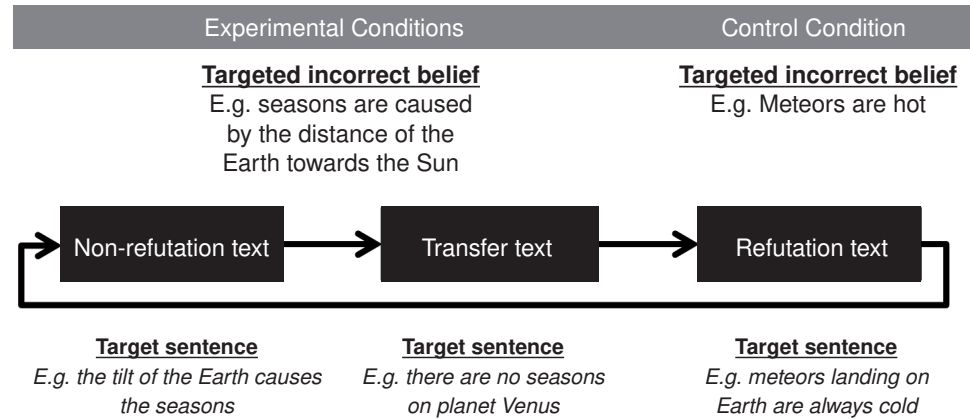 Experimental Conditions
Control Condition
Targeted incorrect belief
E.g. seasons are caused
by the distance of the
Earth towards the Sun
Targeted incorrect belief
E.g. Meteors are hot
Non-refutation text
Transfer text
Refutation text
Target sentence
E.g. the tilt of the Earth causes
the seasons
Target sentence
E.g. there are no seasons
on planet Venus
Target sentence
E.g. meteors landing on
Earth are always cold